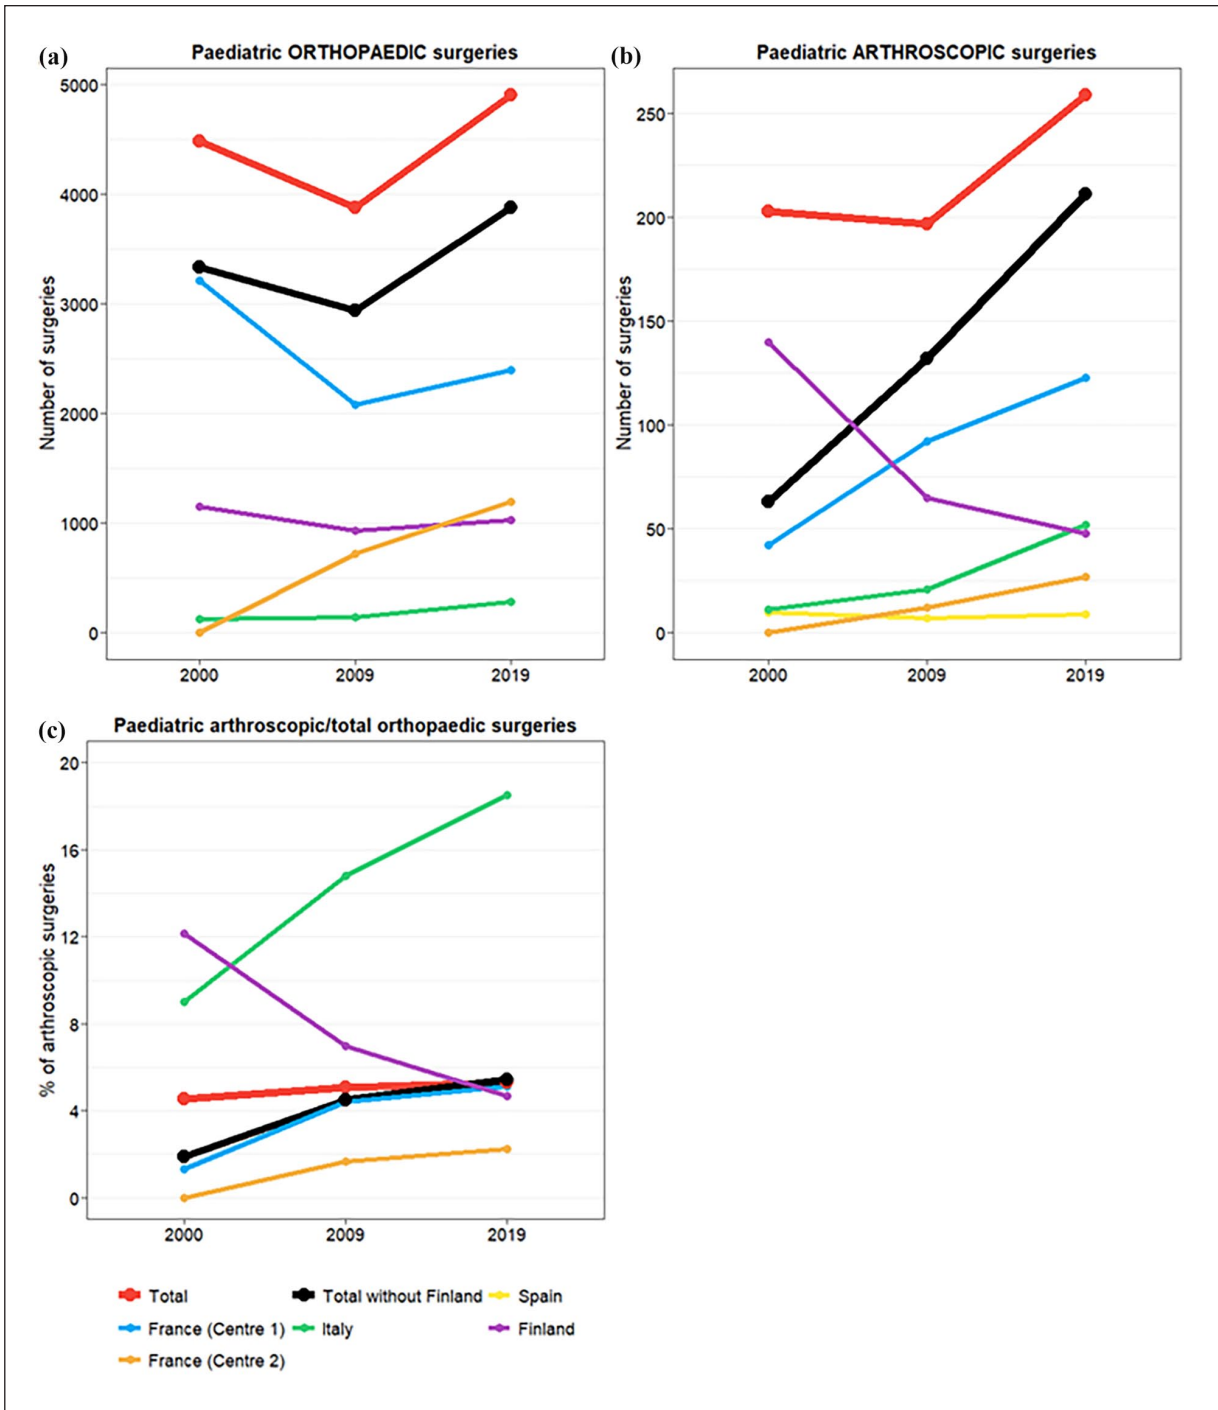 (a)
Paediatric ORTHOPAEDIC surgeries
5000
4000
3000
2000
1000
0
Number of surgeries
2000 2009 2019
(b)
Paediatric ARTHROSCOPIC surgeries
250
200
150
100
50
0
Number of surgeries
2000 2009 2019
(c)
Paediatric arthroscopic/total orthopaedic surgeries
20
16
12
8
4
0
% of arthroscopic surgeries
2000 2009 2019
Total Total without Finland Spain
France (Centre 1) Italy Finland
France (Centre 2)